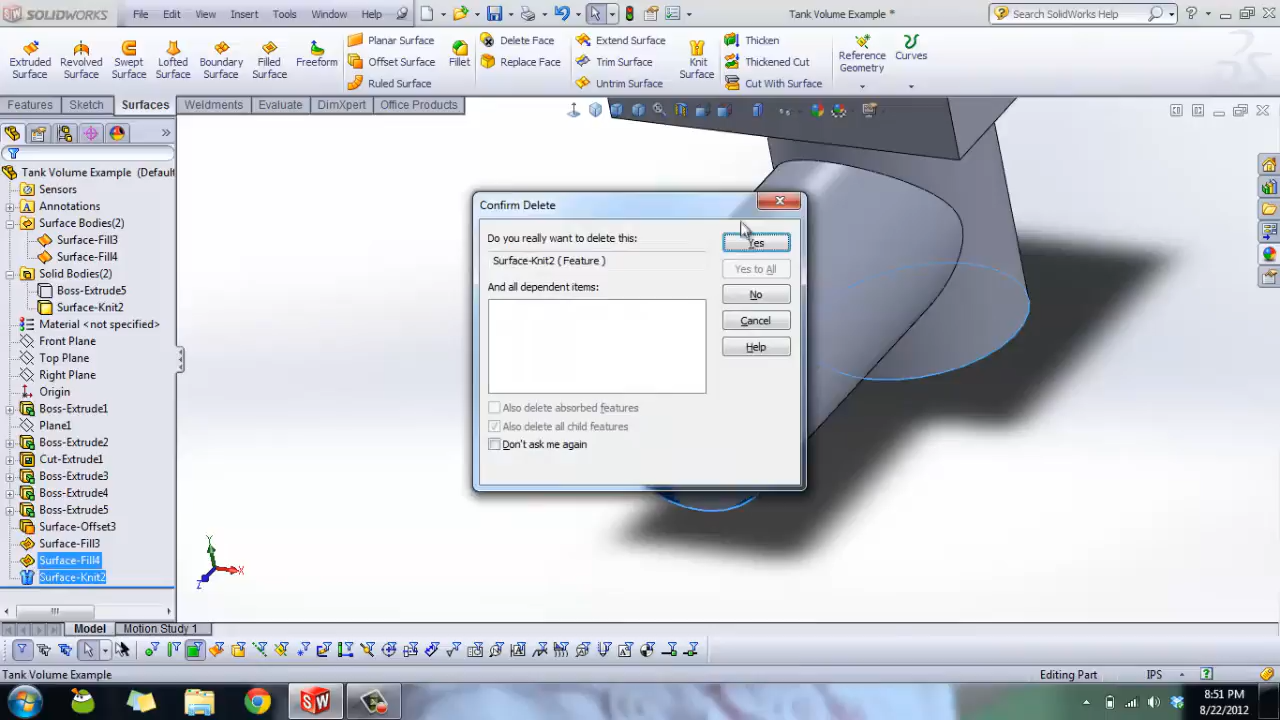 SOLIDWORKS File Edit View Insert Tools Window Help Tank Volume Example * Search SolidWorks Help
Extruded Surface Revolved Surface Swept Surface Lofted Surface Boundary Surface Filled Surface Freeform
Planar Surface
Offset Surface
Ruled Surface
Fillet
Delete Face
Replace Face
Extend Surface
Trim Surface
Untrim Surface
Knit Surface
Thicken
Thickened Cut
Cut With Surface
Reference Geometry
Curves
Features Sketch Surfaces Weldments Evaluate DimXpert Office Products
Tank Volume Example (Default
Sensors
Annotations
Surface Bodies(2)
Surface-Fill3
Surface-Fill4
Solid Bodies(2)
Boss-Extrude5
Surface-Knit2
Material <not specified>
Front Plane
Top Plane
Right Plane
Origin
Boss-Extrude1
Plane1
Boss-Extrude2
Cut-Extrude1
Boss-Extrude3
Boss-Extrude4
Boss-Extrude5
Surface-Offset3
Surface-Fill3
Surface-Fill4
Surface-Knit2
Confirm Delete
Do you really want to delete this:
Surface-Knit2 ( Feature )
And all dependent items:
Yes
Yes to All
No
Cancel
Help
Also delete absorbed features
Also delete all child features
Don't ask me again
Y
X
Z
Model Motion Study 1
Tank Volume Example Editing Part IPS
SW
8:51 PM
8/22/2012